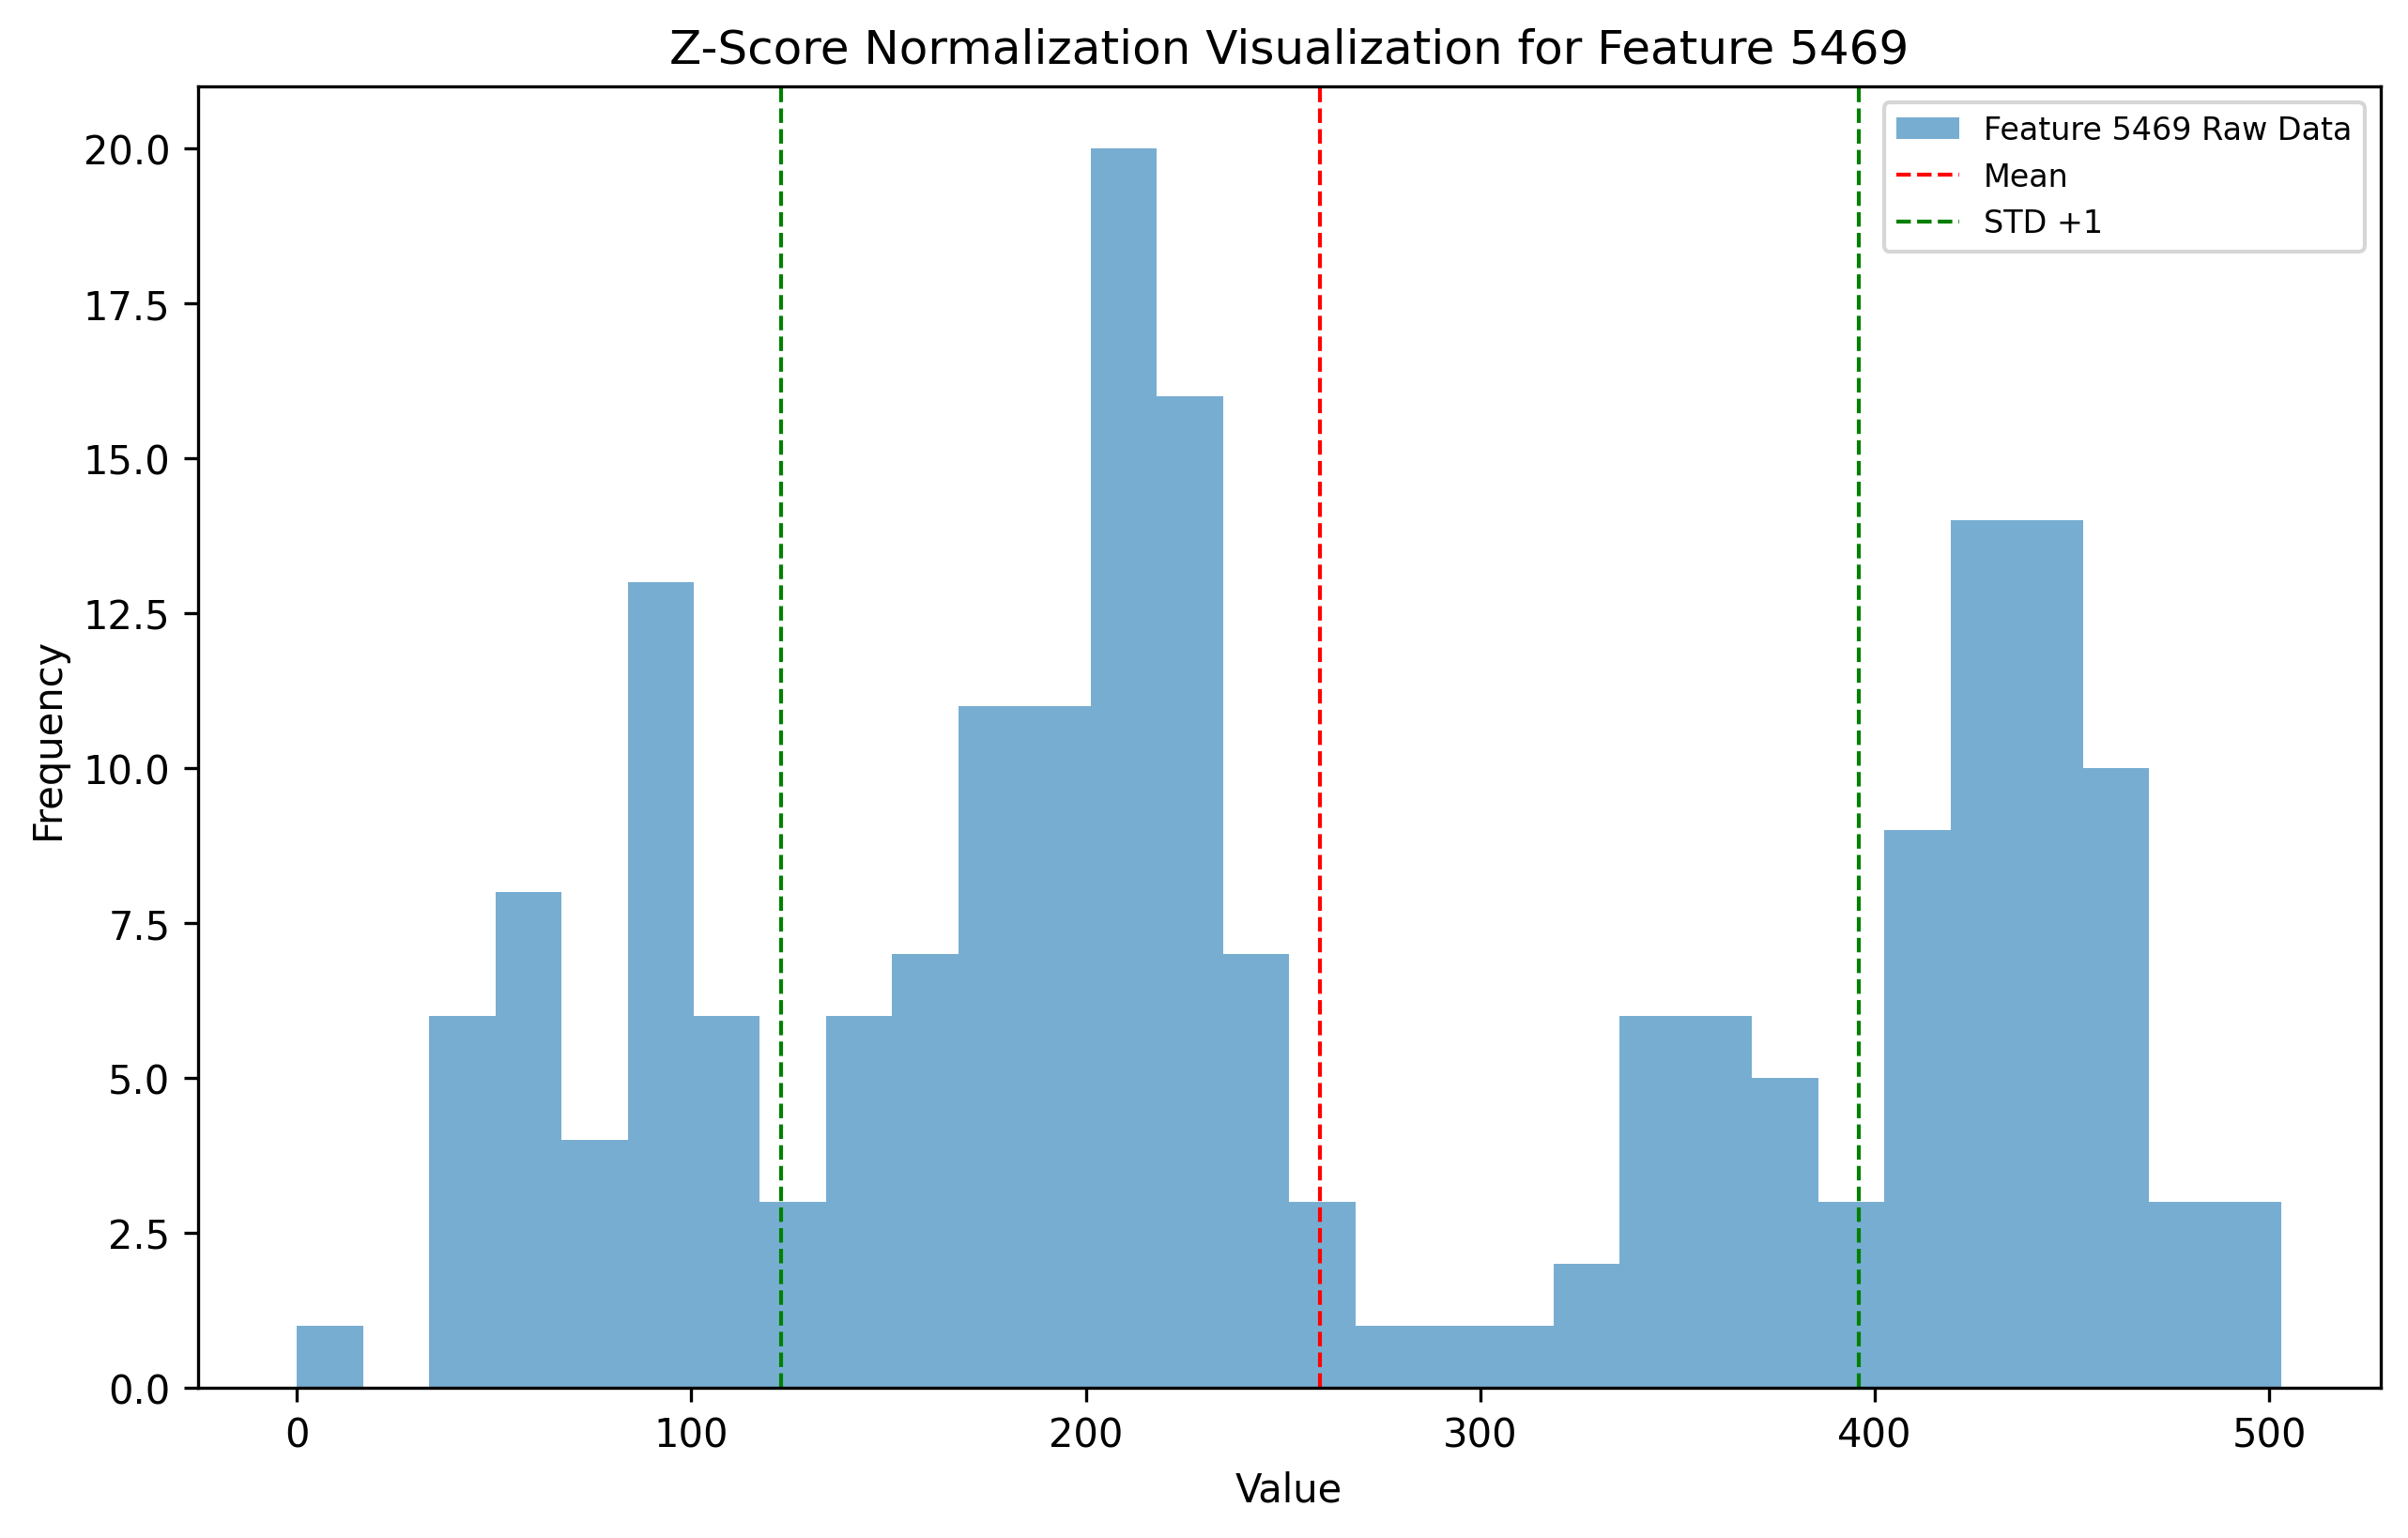 Z-Score Normalization Visualization for Feature 5469
Feature 5469 Raw Data
Mean
STD +1
20.0
17.5
15.0
12.5
10.0
7.5
5.0
2.5
0.0
Frequency
0 100 200 300 400 500
Value